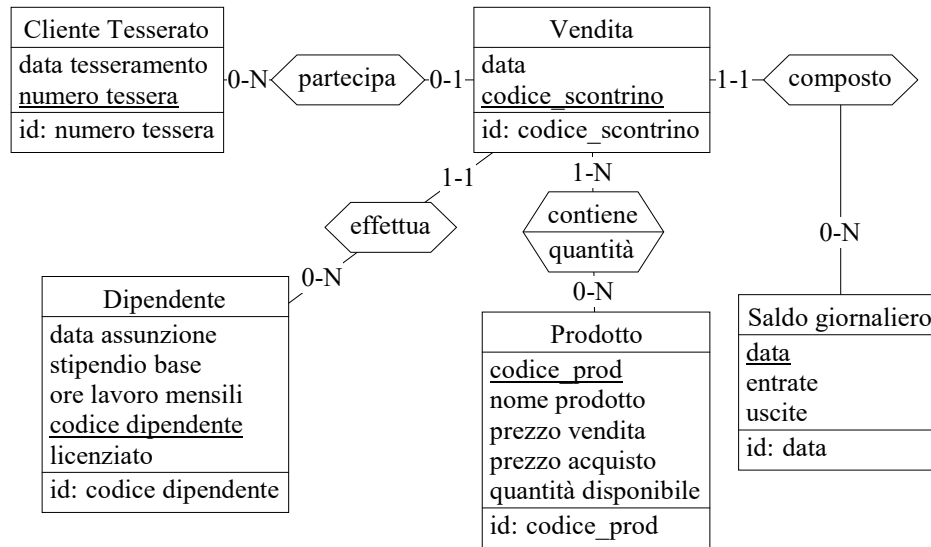 Cliente Tesserato
data tesseramento
numero tessera
id: numero tessera
0-N
partecipa
0-1
Vendita
data
codice_scontrino
id: codice_scontrino
1-1
composto
0-N
1-1
effettua
0-N
1-N
contiene
quantità
0-N
Dipendente
data assunzione
stipendio base
ore lavoro mensili
codice dipendente
licenziato
id: codice dipendente
Prodotto
codice_prod
nome prodotto
prezzo vendita
prezzo acquisto
quantità disponibile
id: codice_prod
Saldo giornaliero
data
entrate
uscite
id: data